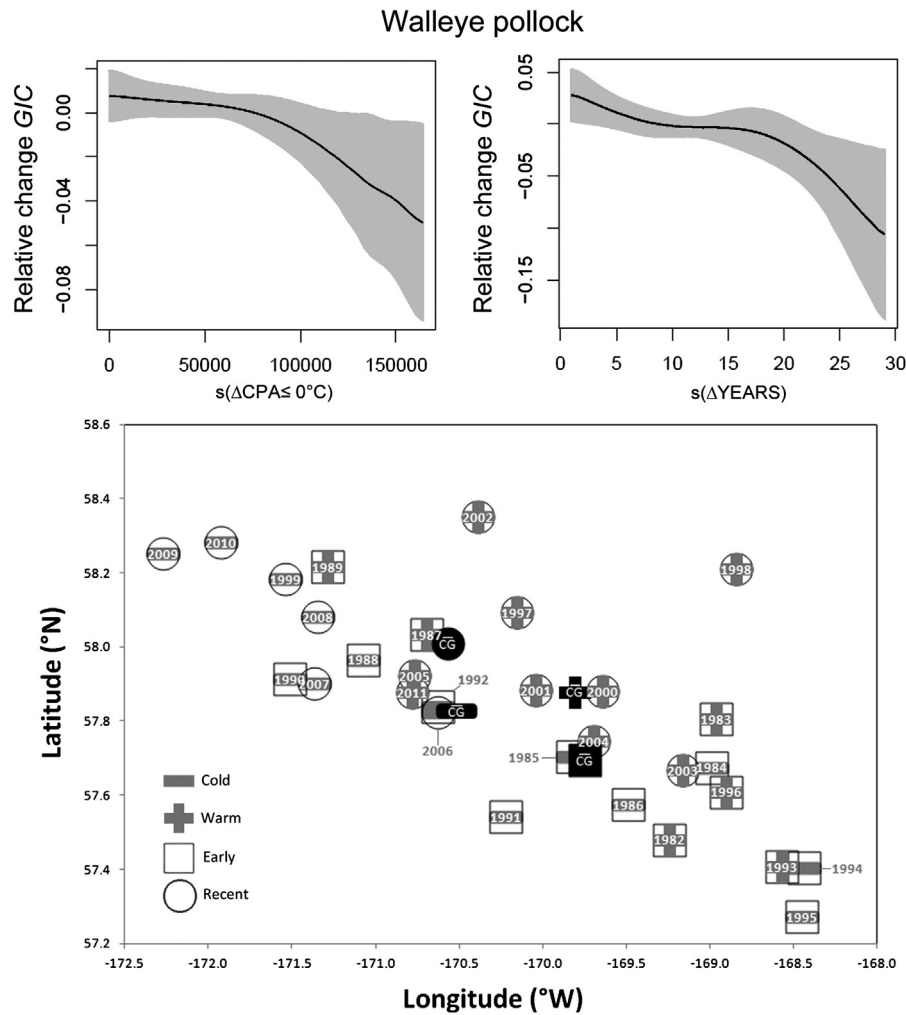 Walleye pollock
Relative change GIC
0.00
−0.04
−0.08
0 50000 100000 150000
s(ΔCPA≤ 0°C)
Relative change GIC
0.05
−0.05
−0.15
0 5 10 15 20 25 30
s(ΔYEARS)
Latitude (°N)
58.6
58.4
58.2
58.0
57.8
57.6
57.4
57.2
2002
2009 2010 1999 1989 1998
2008 1997
1987 C̅G̅
1988
1990 2007 2005 2011 1992 2001 C̅G̅ 2000
C̅G̅
2006
1983
1985 C̅G̅ 2004 2003 1984
1996
1991 1986
1982
1993 1994
1995
Cold
Warm
Early
Recent
-172.5 -172.0 -171.5 -171.0 -170.5 -170.0 -169.5 -169.0 -168.5 -168.0
Longitude (°W)